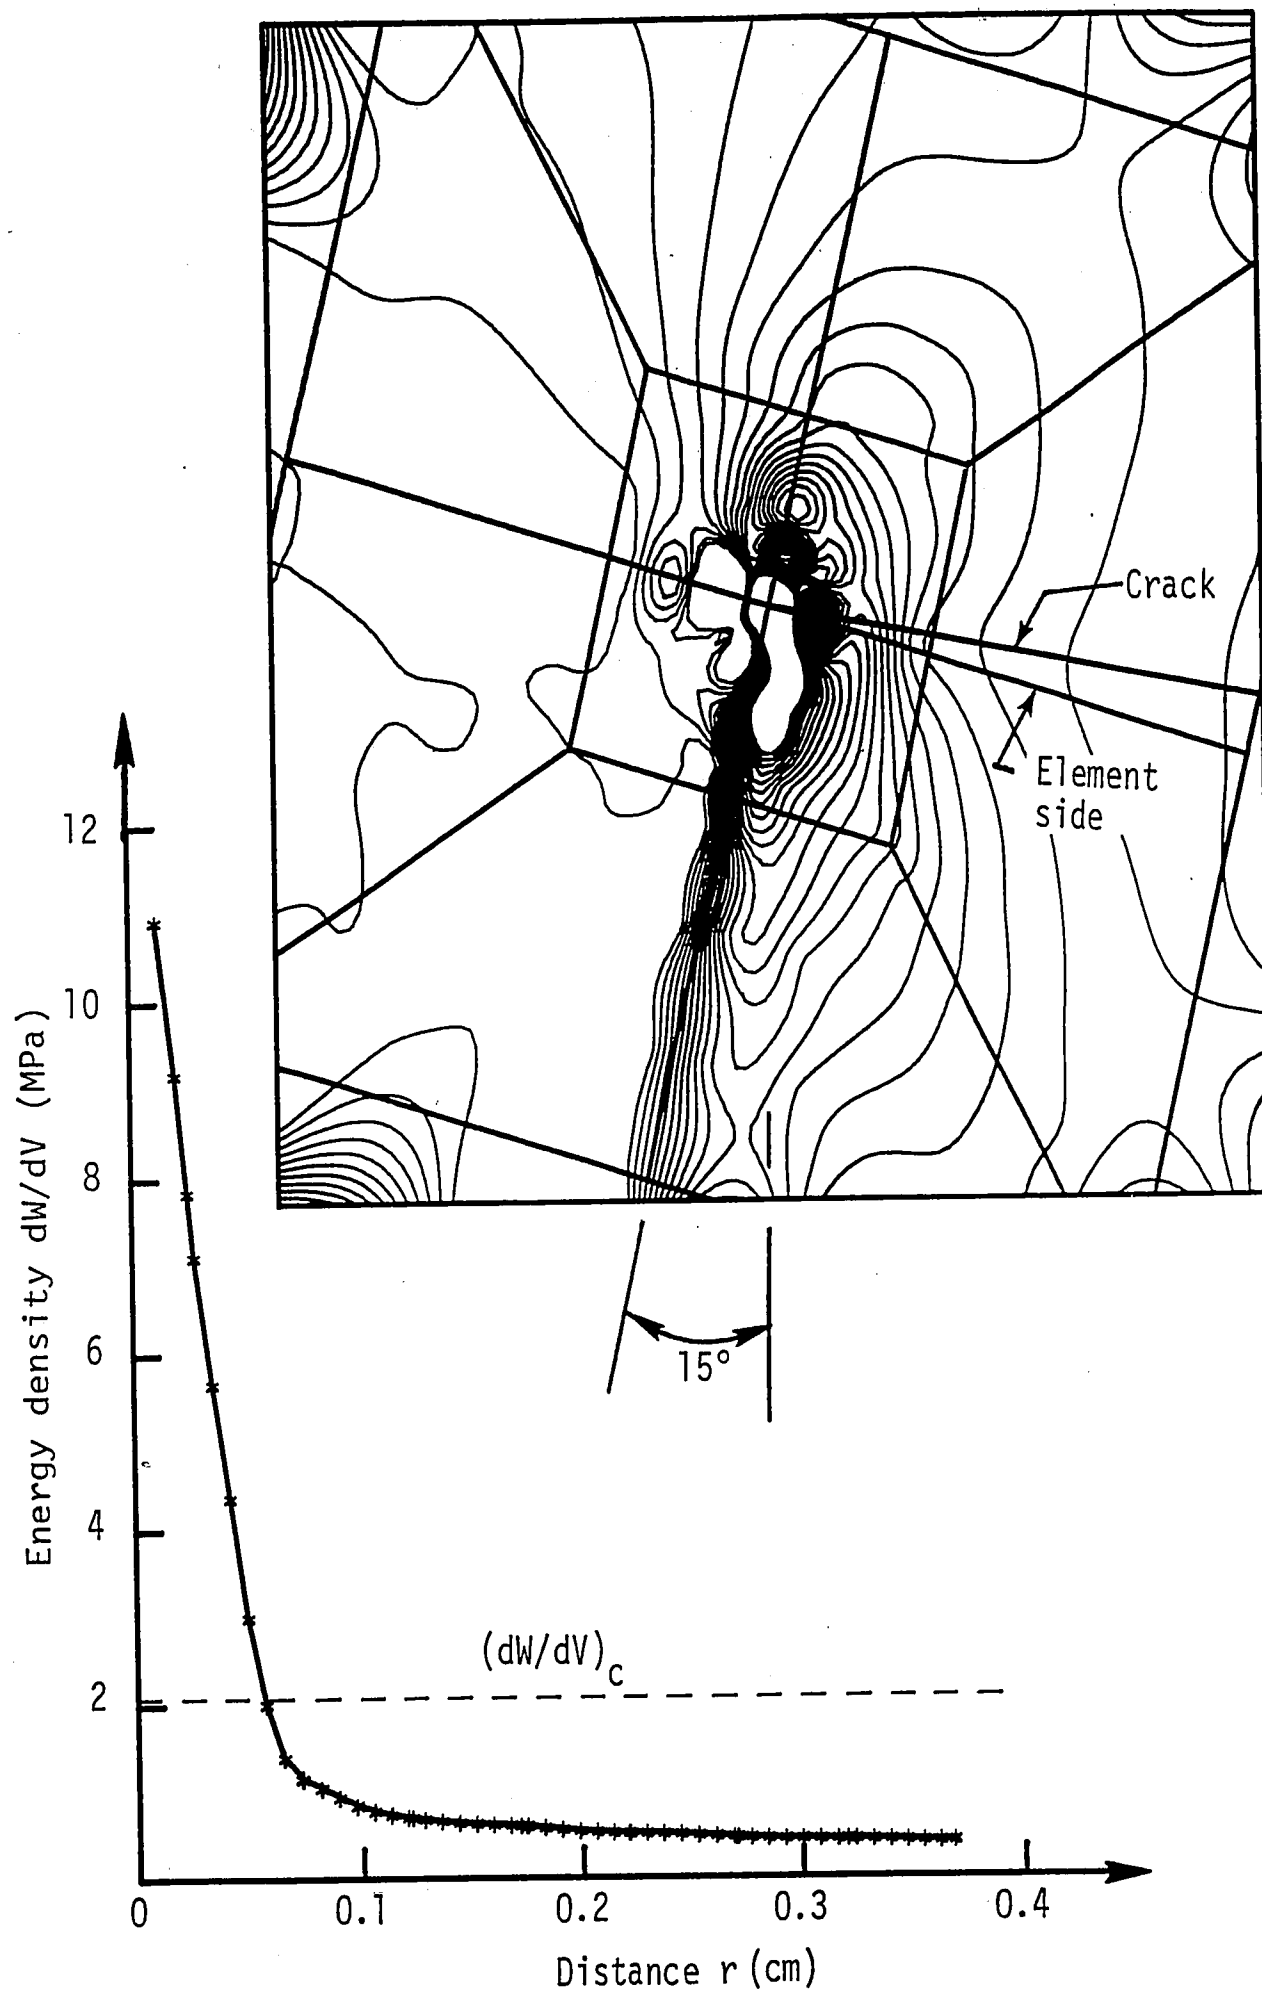 Crack
Element
side
15°
Energy density dW/dV (MPa)
12
10
8
6
4
2
(dW/dV)c
0
0.1
0.2
0.3
0.4
Distance r (cm)